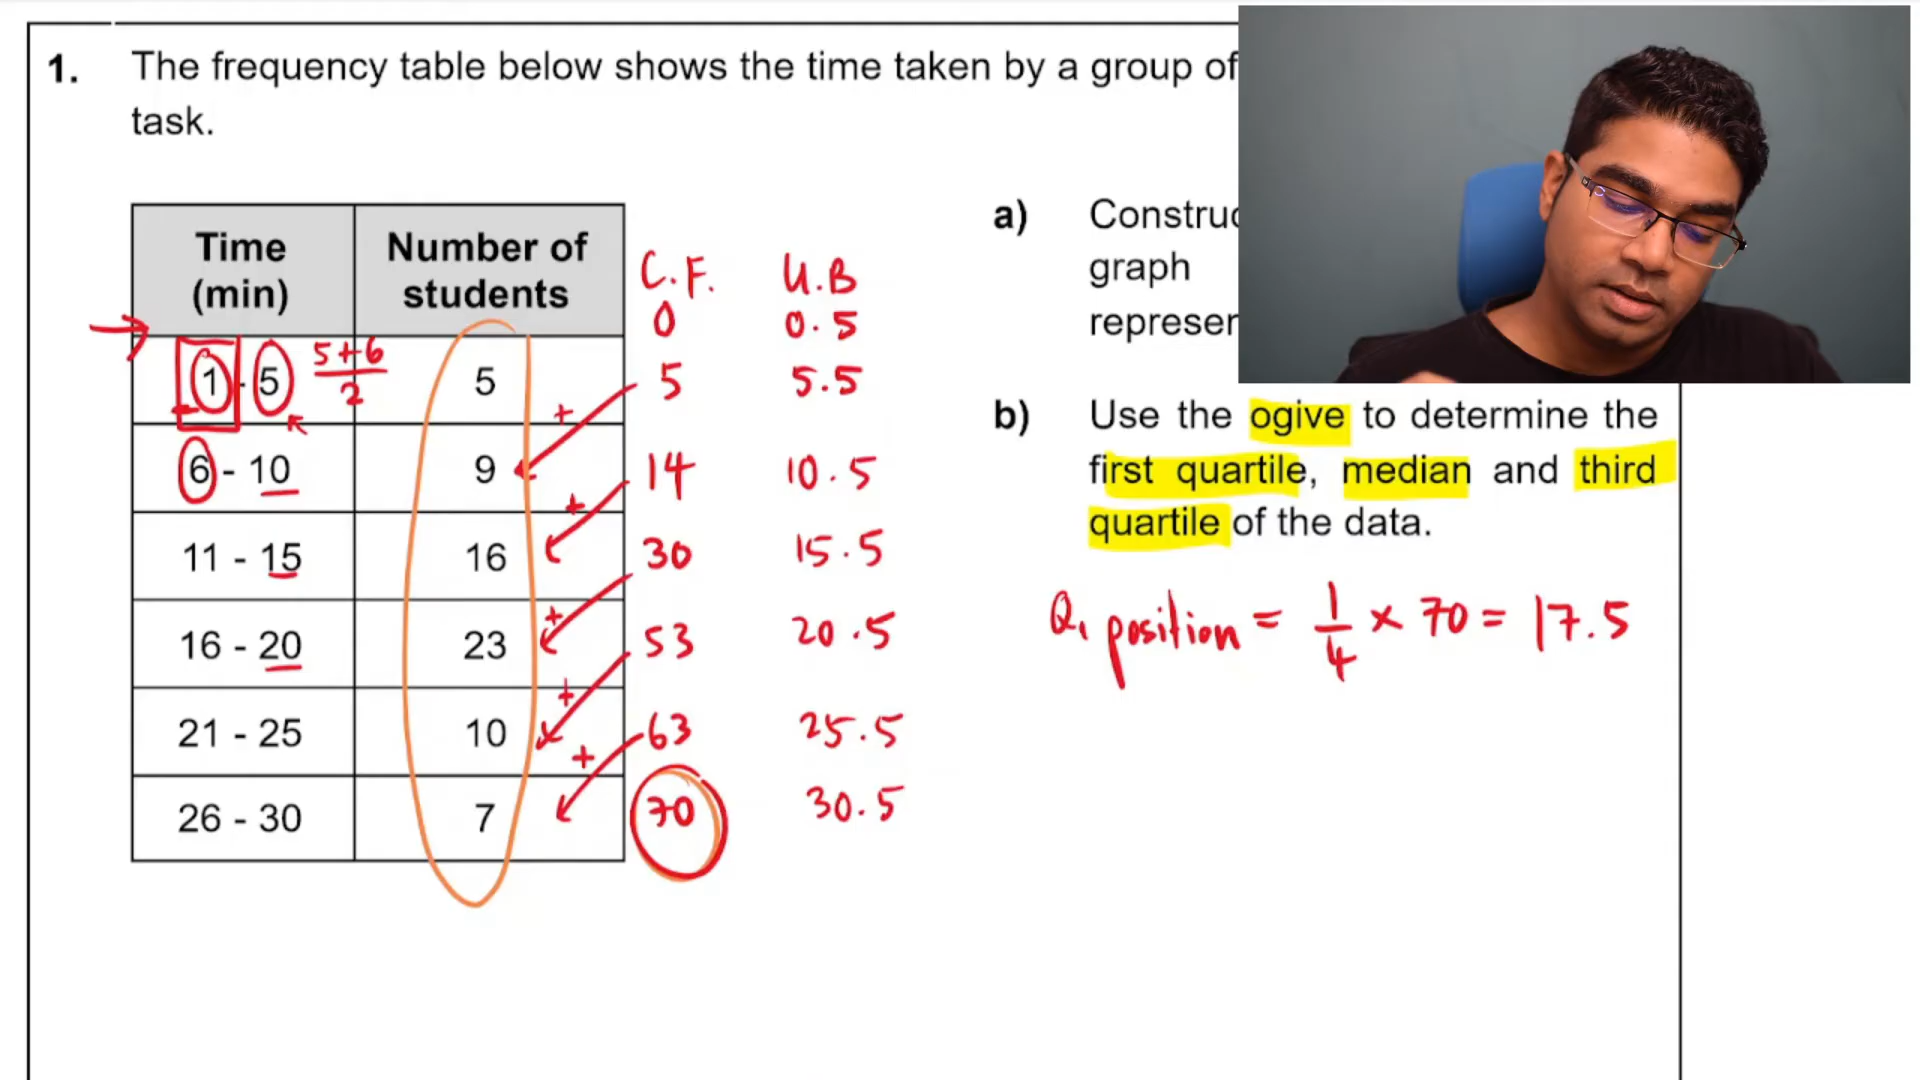 1. The frequency table below shows the time taken by a group of
task.
Time (min) Number of students C.F. U.B
0 0.5
1 - 5 5+6/2 5 + 5 5.5
6 - 10 9 + 14 10.5
11 - 15 16 + 30 15.5
16 - 20 23 + 53 20.5
21 - 25 10 + 63 25.5
26 - 30 7 70 30.5
a)
graph
b) Use the ogive to determine the
first quartile, median and third
quartile of the data.
Q1 position = 1/4 × 70 = 17.5